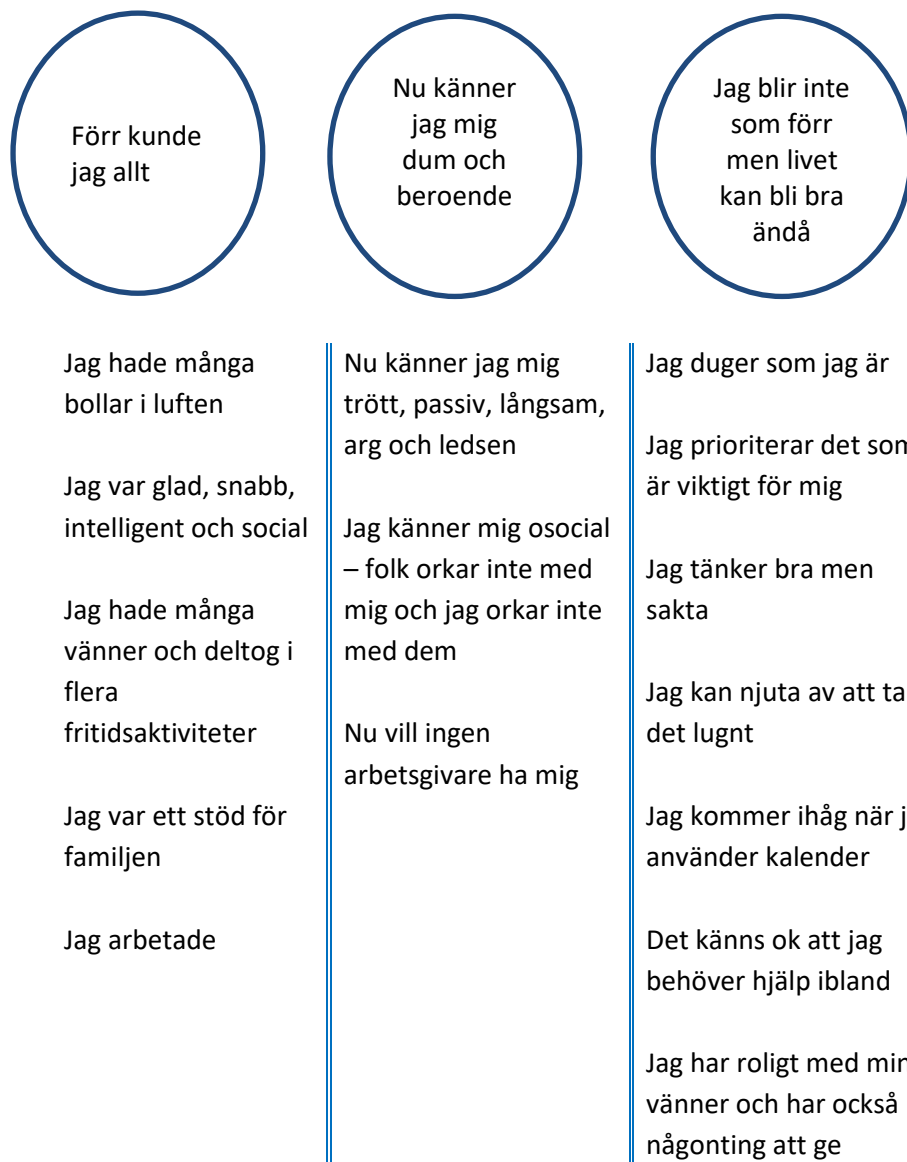 Förr kunde
jag allt
Nu känner
jag mig
dum och
beroende
Jag blir inte
som förr
men livet
kan bli bra
ändå
Jag hade många
bollar i luften
Jag var glad, snabb,
intelligent och social
Jag hade många
vänner och deltog i
flera
fritidsaktiviteter
Jag var ett stöd för
familjen
Jag arbetade
Nu känner jag mig
trött, passiv, långsam,
arg och ledsen
Jag känner mig osocial
– folk orkar inte med
mig och jag orkar inte
med dem
Nu vill ingen
arbetsgivare ha mig
Jag duger som jag är
Jag prioriterar det som
är viktigt för mig
Jag tänker bra men
sakta
Jag kan njuta av att ta
det lugnt
Jag kommer ihåg när
använder kalender
Det känns ok att jag
behöver hjälp ibland
Jag har roligt med
vänner och har också
någonting att ge